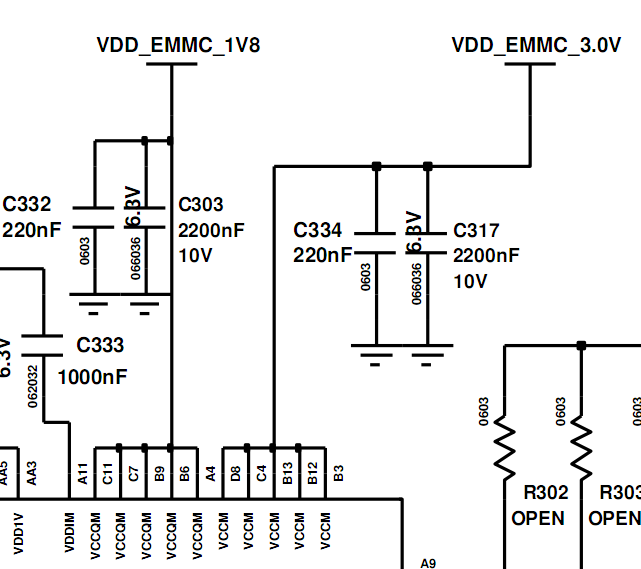 VDD_EMMC_1V8
VDD_EMMC_3.0V
C332
220nF
0603
6.3V
066036
C303
2200nF
10V
C334
220nF
0603
6.3V
066036
C317
2200nF
10V
6.3V
C333
1000nF
062032
0603
0603
0603
R302
OPEN
R303
OPEN
AA5
AA3
A11
C11
C7
B9
B6
A4
D8
C4
B13
B12
B3
VDD1V
VDDIM
VCCQM
VCCQM
VCCQM
VCCQM
VCCQM
VCCM
VCCM
VCCM
VCCM
VCCM
A9